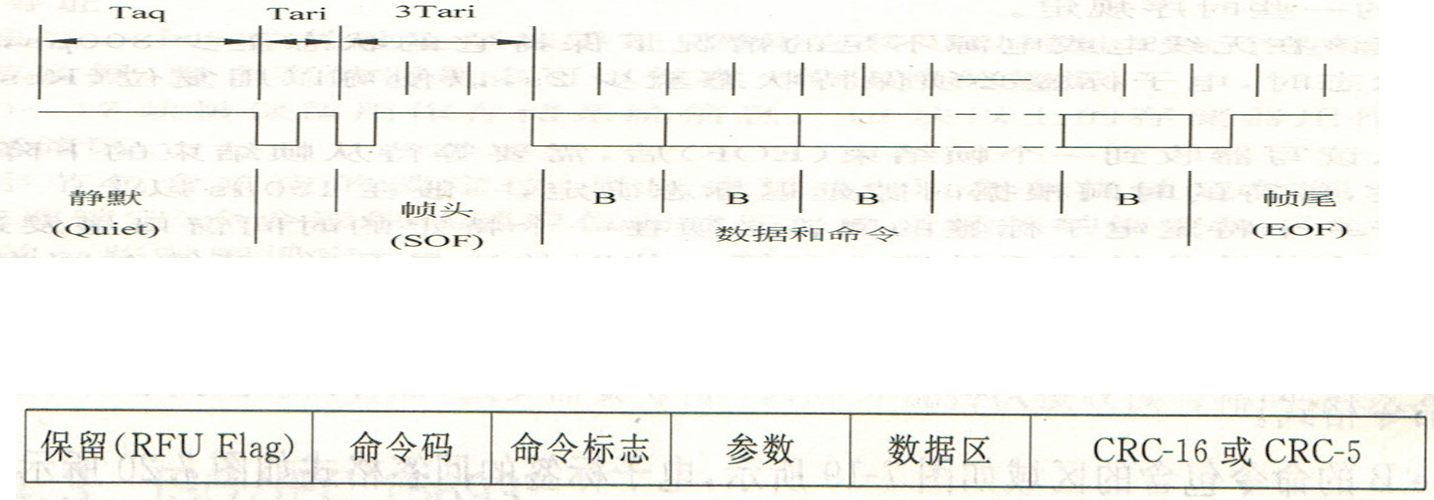 Taq Tari 3Tari
静默 帧头 B B B B 帧尾
(Quiet) (SOF) 数据和命令 (EOF)
保留(RFU Flag) 命令码 命令标志 参数 数据区 CRC-16 或 CRC-5